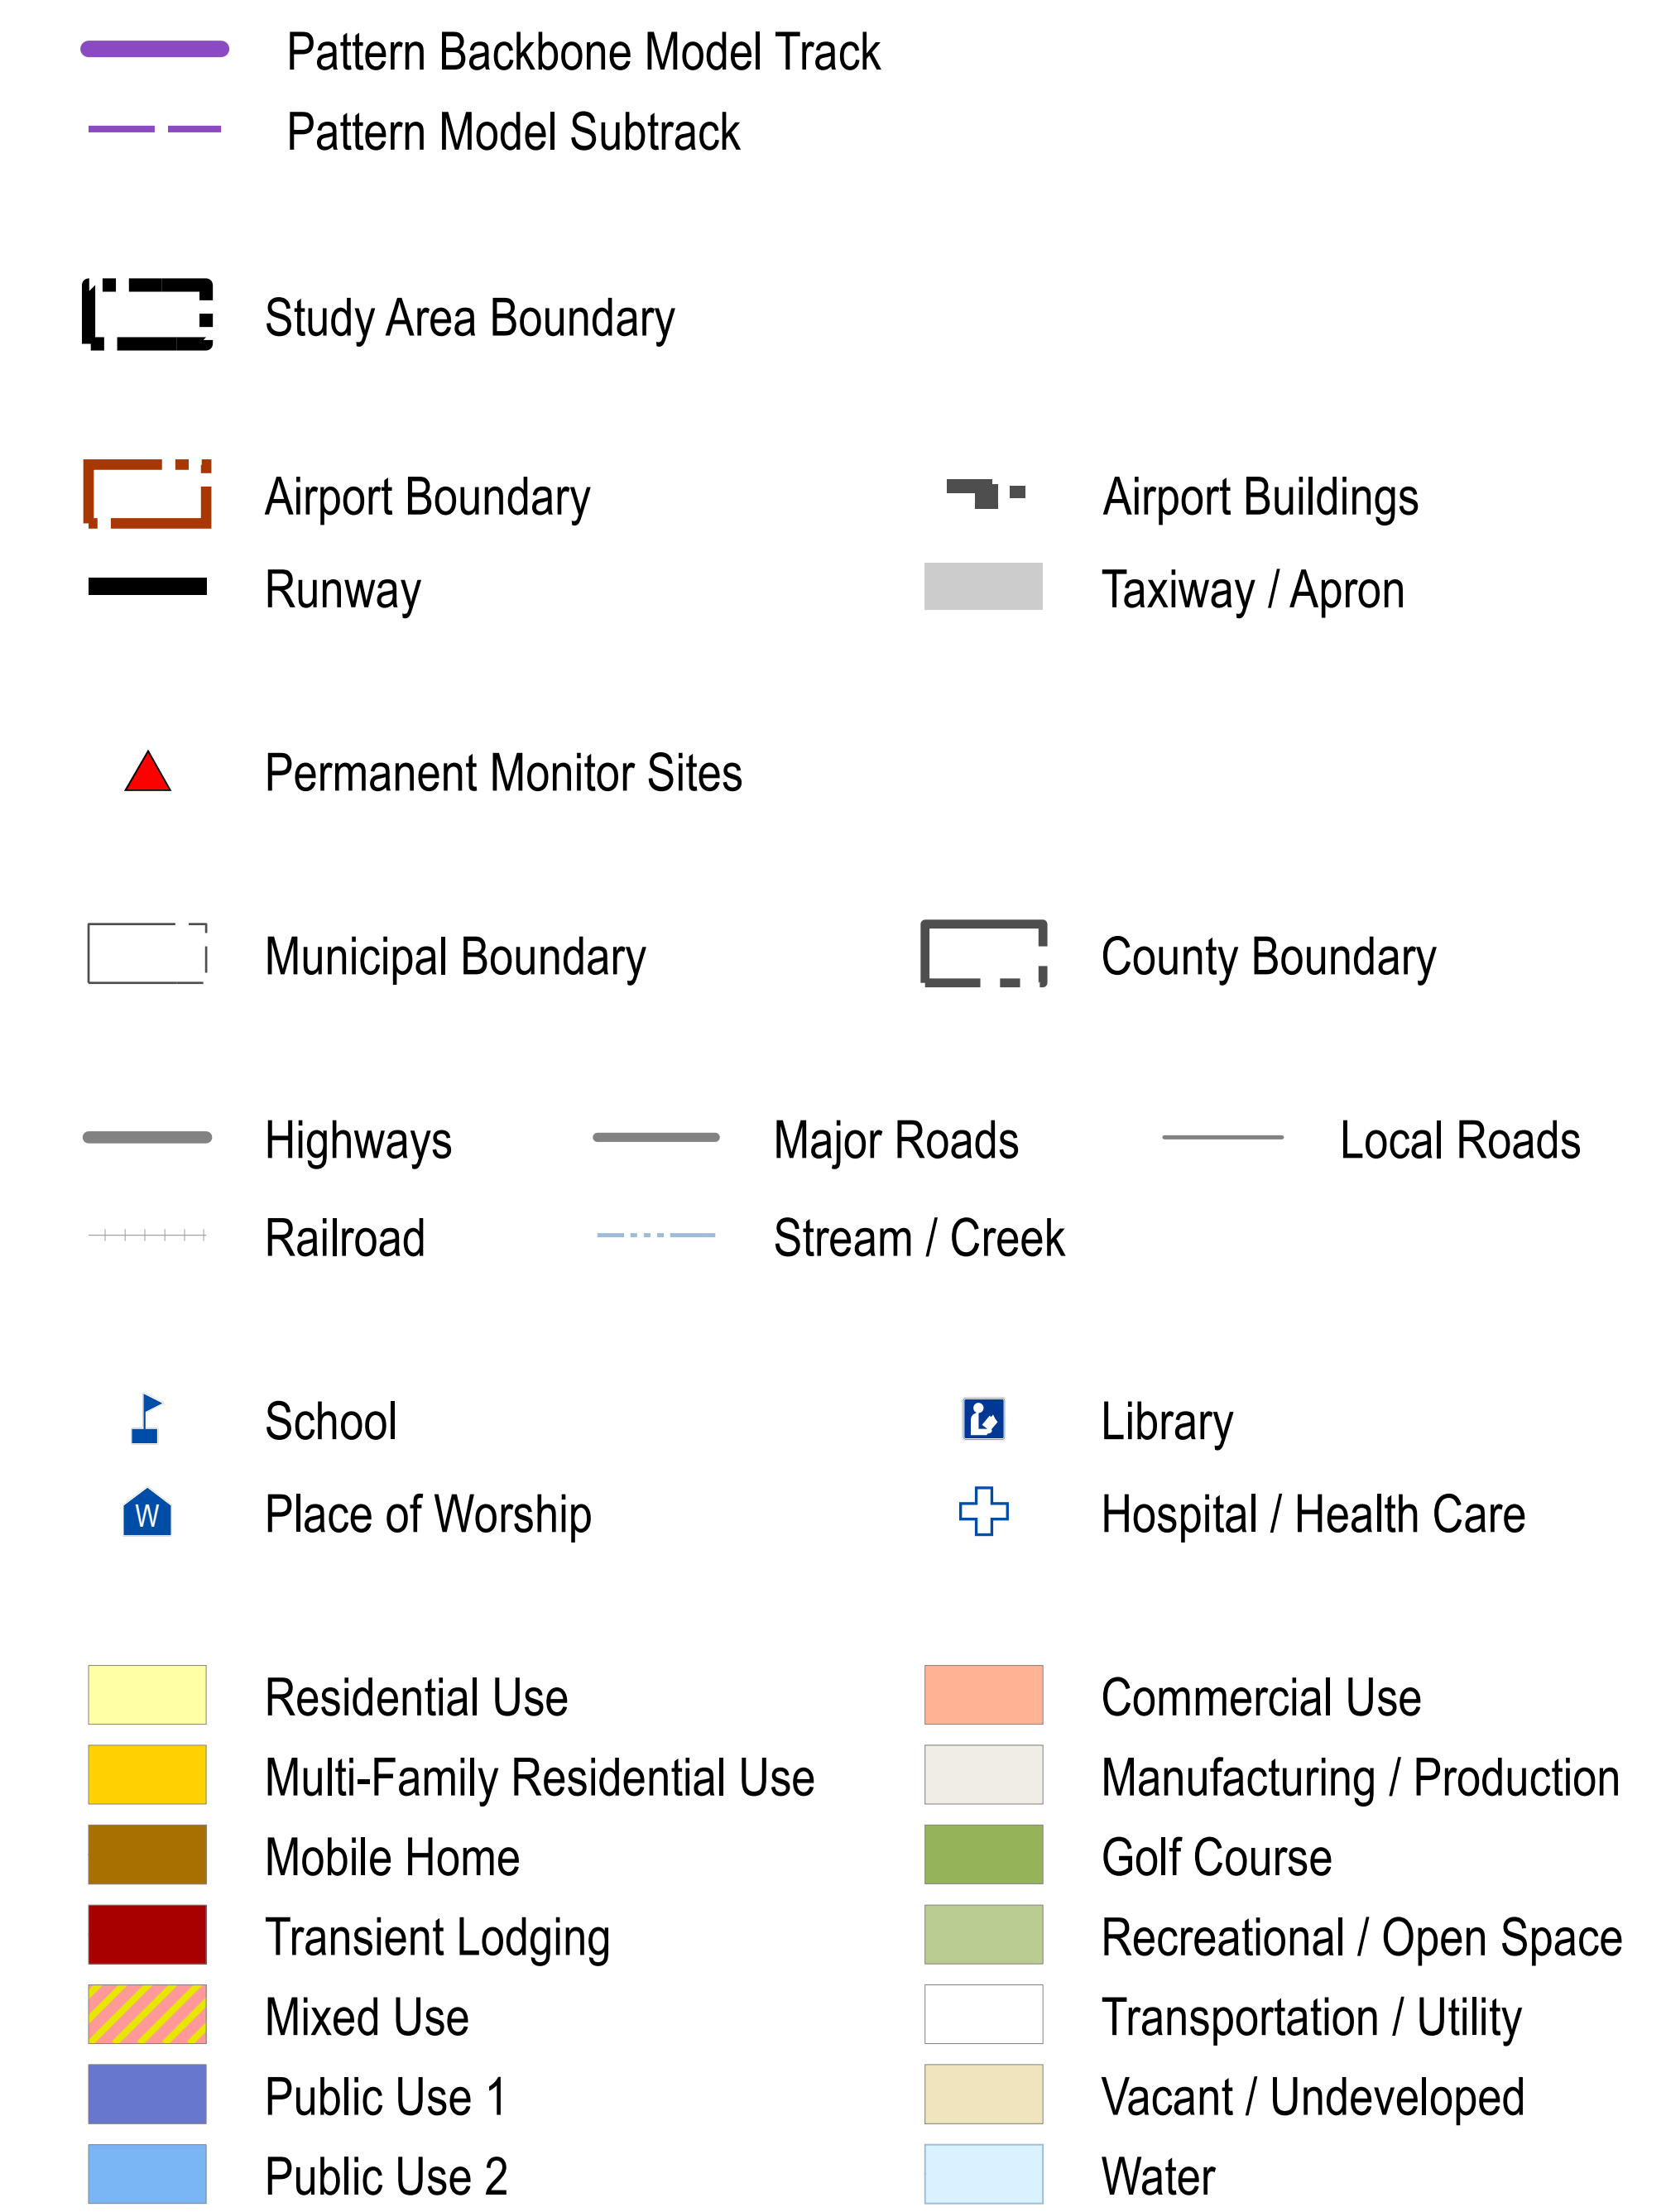 Pattern Backbone Model Track
Pattern Model Subtrack
Study Area Boundary
Airport Boundary
Airport Buildings
Runway
Taxiway / Apron
Permanent Monitor Sites
Municipal Boundary
County Boundary
Highways
Major Roads
Local Roads
Railroad
Stream / Creek
School
Library
W
Place of Worship
Hospital / Health Care
Residential Use
Commercial Use
Multi-Family Residential Use
Manufacturing / Production
Mobile Home
Golf Course
Transient Lodging
Recreational / Open Space
Mixed Use
Transportation / Utility
Public Use 1
Vacant / Undeveloped
Public Use 2
Water